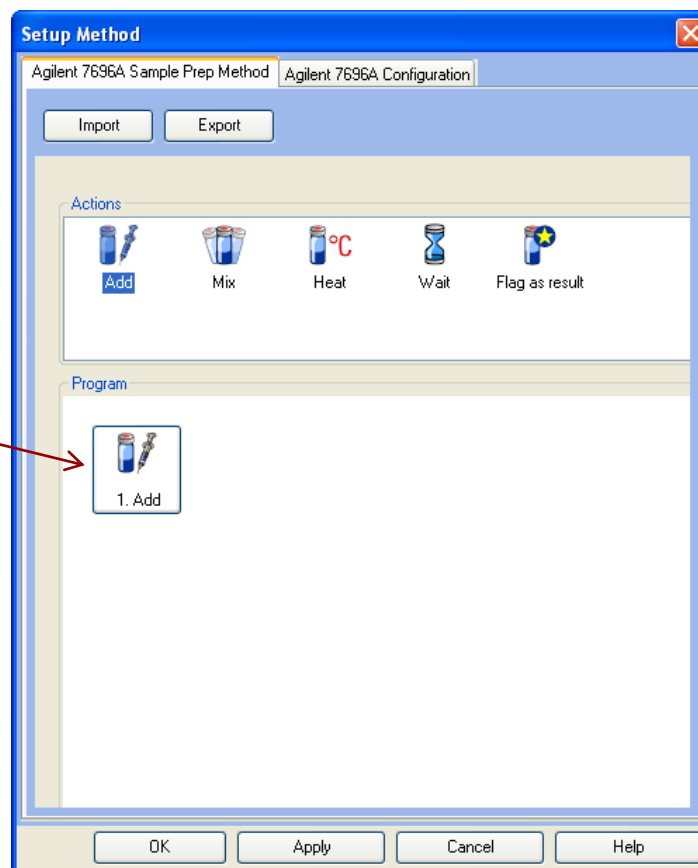 Setup Method
Agilent 7696A Sample Prep Method Agilent 7696A Configuration
Import Export
Actions
°C
Add Mix Heat Wait Flag as result
Program
1. Add
OK Apply Cancel Help